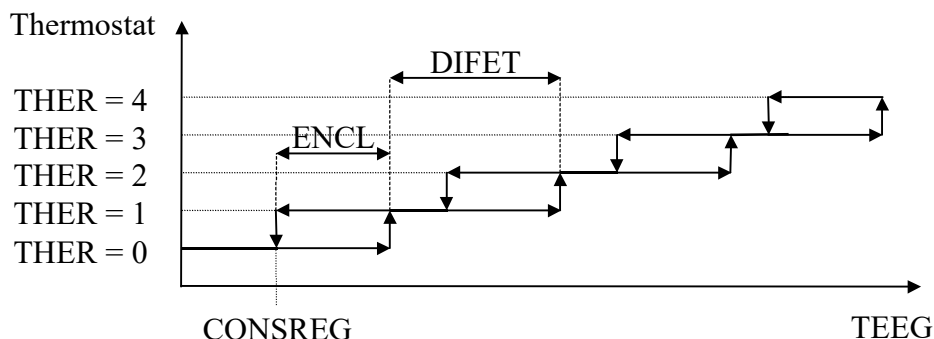 Thermostat
DIFET
THER = 4
THER = 3
ENCL
THER = 2
THER = 1
THER = 0
CONSREG
TEEG